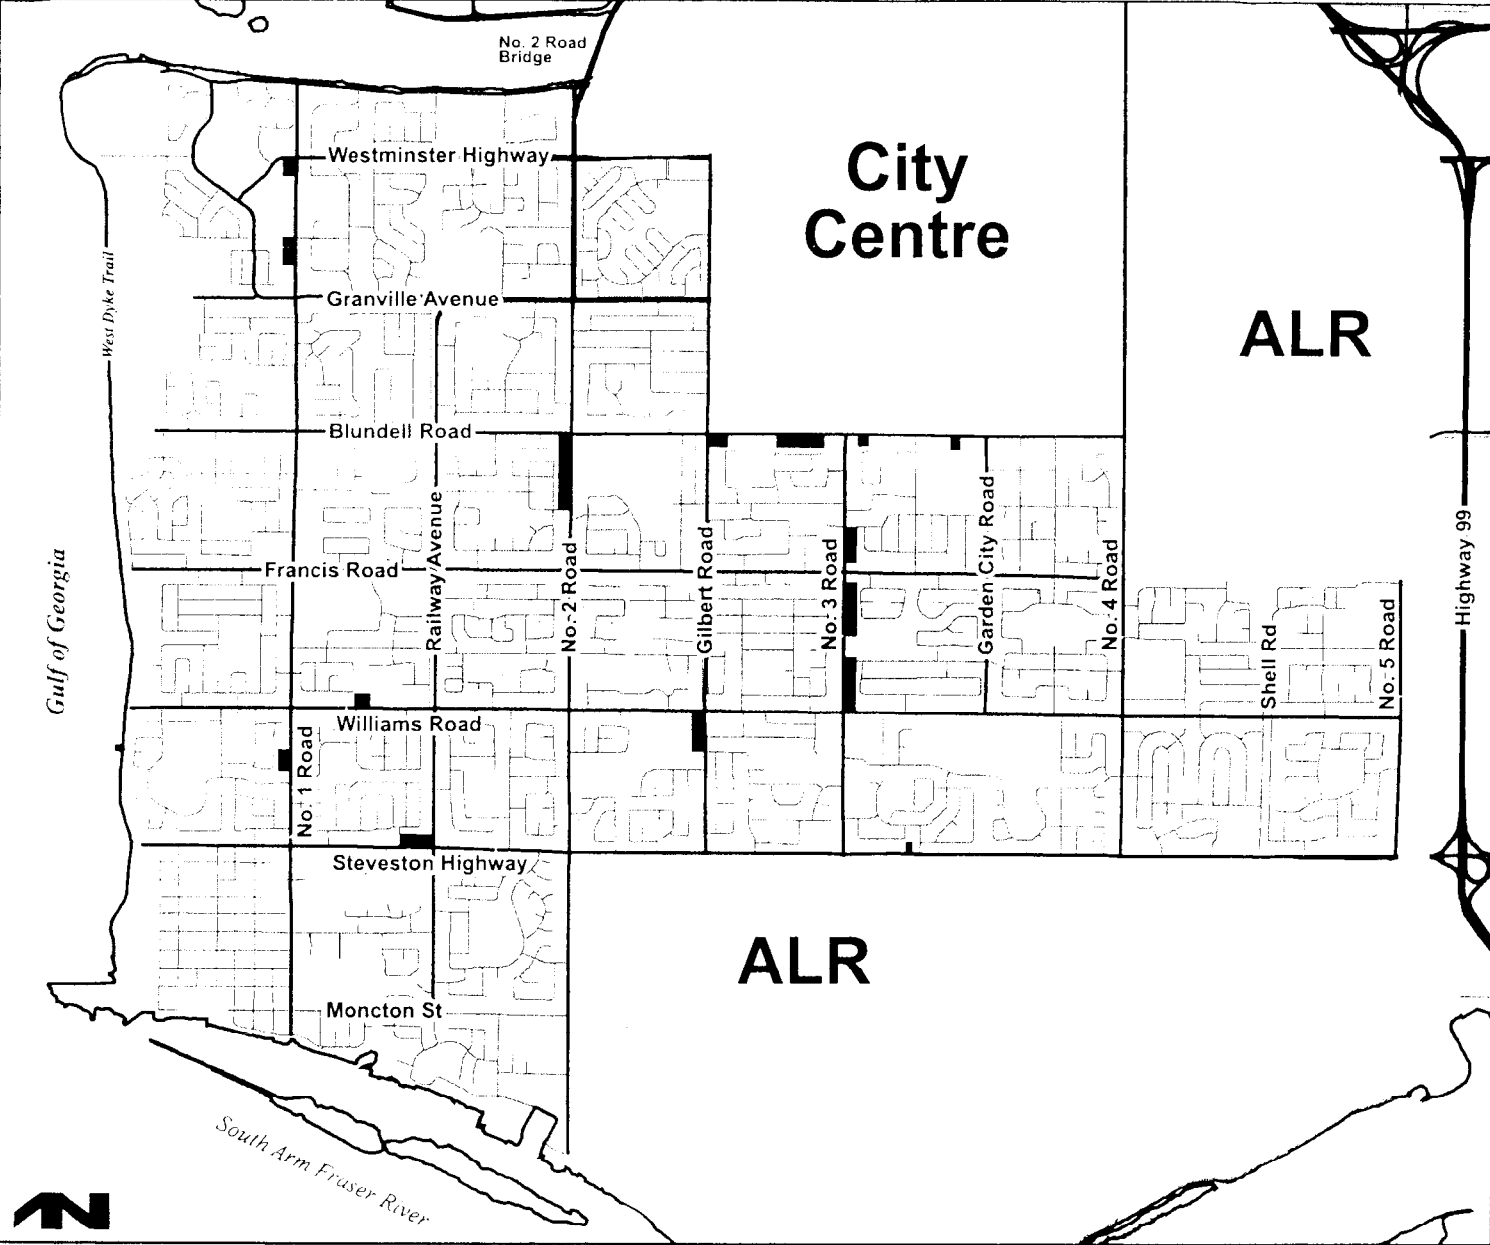 No. 2 Road
Bridge
City
Centre
Westminster Highway
West Dyke Trail
Granville Avenue
ALR
Blundell Road
Railway Avenue
No. 2 Road
Gilbert Road
No. 3 Road
Garden City Road
No. 4 Road
Highway 99
Francis Road
Gulf of Georgia
Shell Rd
No. 5 Road
Williams Road
No. 1 Road
Steveston Highway
ALR
Moncton St
South Arm Fraser River
N